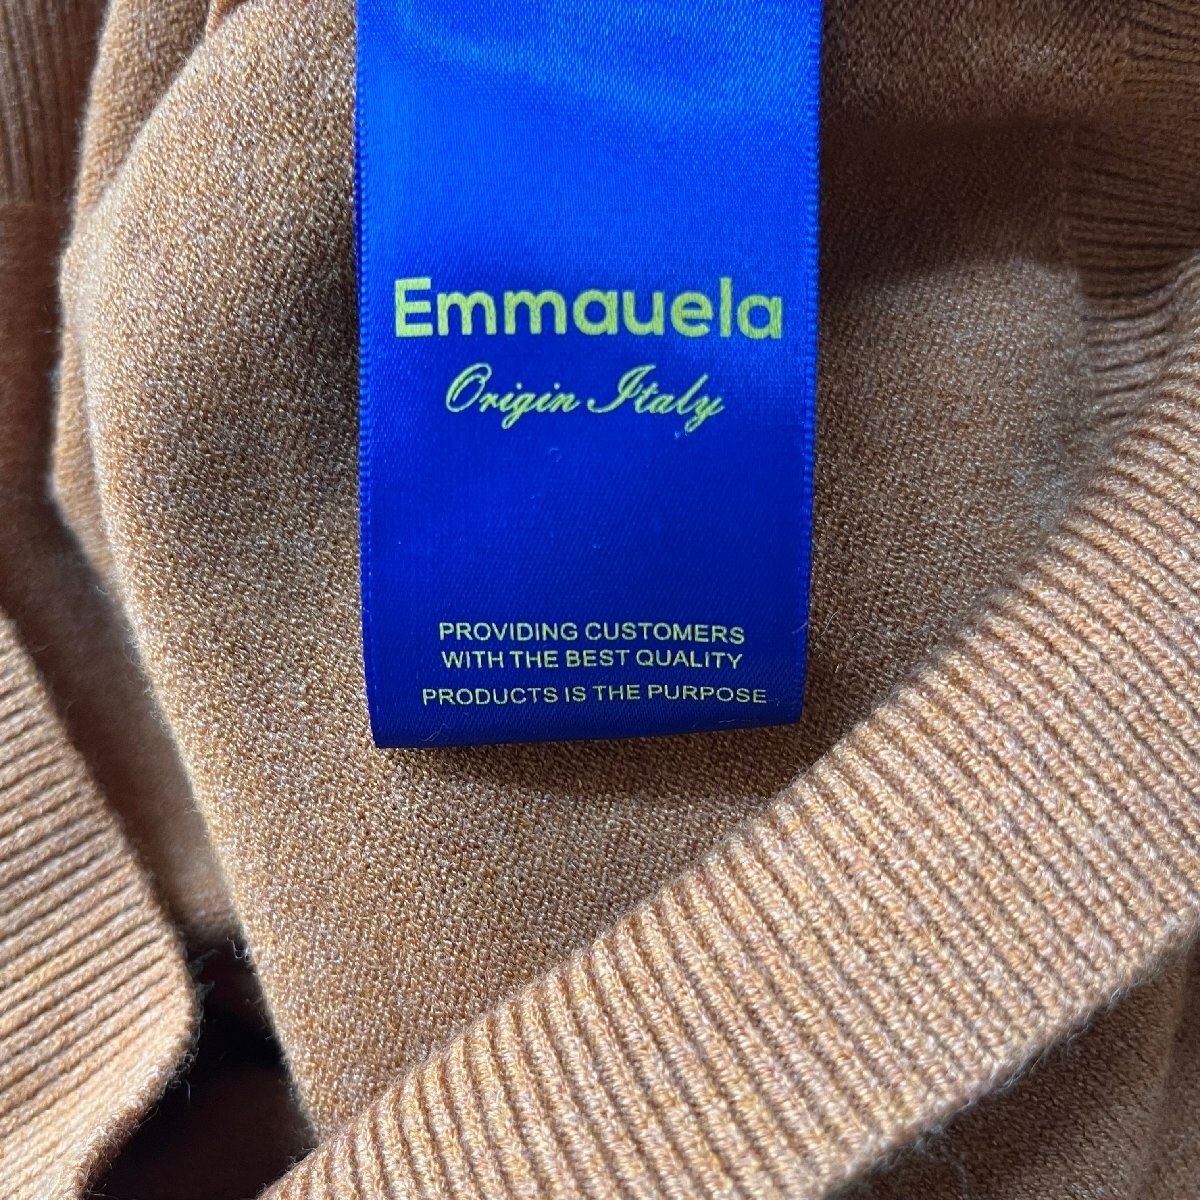 Emmauela
Origin Italy
PROVIDING CUSTOMERS
WITH THE BEST QUALITY
PRODUCTS IS THE PURPOSE